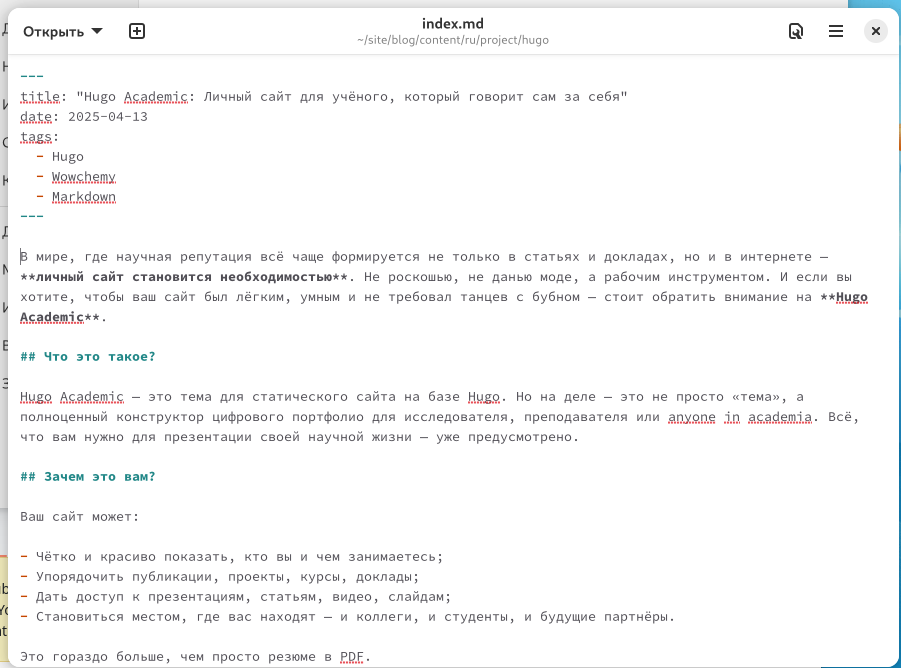 Открыть
index.md
~/site/blog/content/ru/project/hugo
---
title: "Hugo Academic: Личный сайт для учёного, который говорит сам за себя"
date: 2025-04-13
tags:
  - Hugo
  - Wowchemy
  - Markdown
---
В мире, где научная репутация всё чаще формируется не только в статьях и докладах, но и в интернете —
**личный сайт становится необходимостью**. Не роскошью, не данью моде, а рабочим инструментом. И если вы
хотите, чтобы ваш сайт был лёгким, умным и не требовал танцев с бубном — стоит обратить внимание на **Hugo
Academic**.
## Что это такое?
Hugo Academic — это тема для статического сайта на базе Hugo. Но на деле — это не просто «тема», а
полноценный конструктор цифрового портфолио для исследователя, преподавателя или anyone in academia. Всё,
что вам нужно для презентации своей научной жизни — уже предусмотрено.
## Зачем это вам?
Ваш сайт может:
- Чётко и красиво показать, кто вы и чем занимаетесь;
- Упорядочить публикации, проекты, курсы, доклады;
- Дать доступ к презентациям, статьям, видео, слайдам;
- Становиться местом, где вас находят — и коллеги, и студенты, и будущие партнёры.
Это гораздо больше, чем просто резюме в PDF.